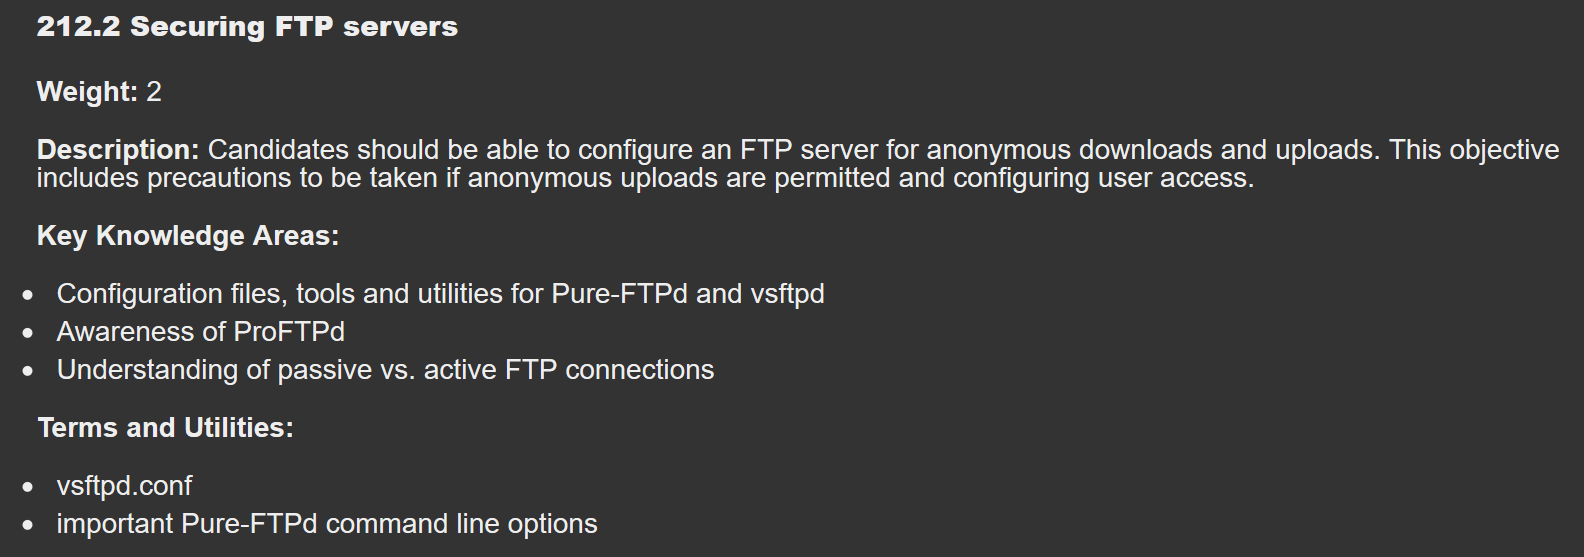 212.2 Securing FTP servers
Weight: 2
Description: Candidates should be able to configure an FTP server for anonymous downloads and uploads. This objective
includes precautions to be taken if anonymous uploads are permitted and configuring user access.
Key Knowledge Areas:
• Configuration files, tools and utilities for Pure-FTPd and vsftpd
• Awareness of ProFTPd
• Understanding of passive vs. active FTP connections
Terms and Utilities:
• vsftpd.conf
• important Pure-FTPd command line options